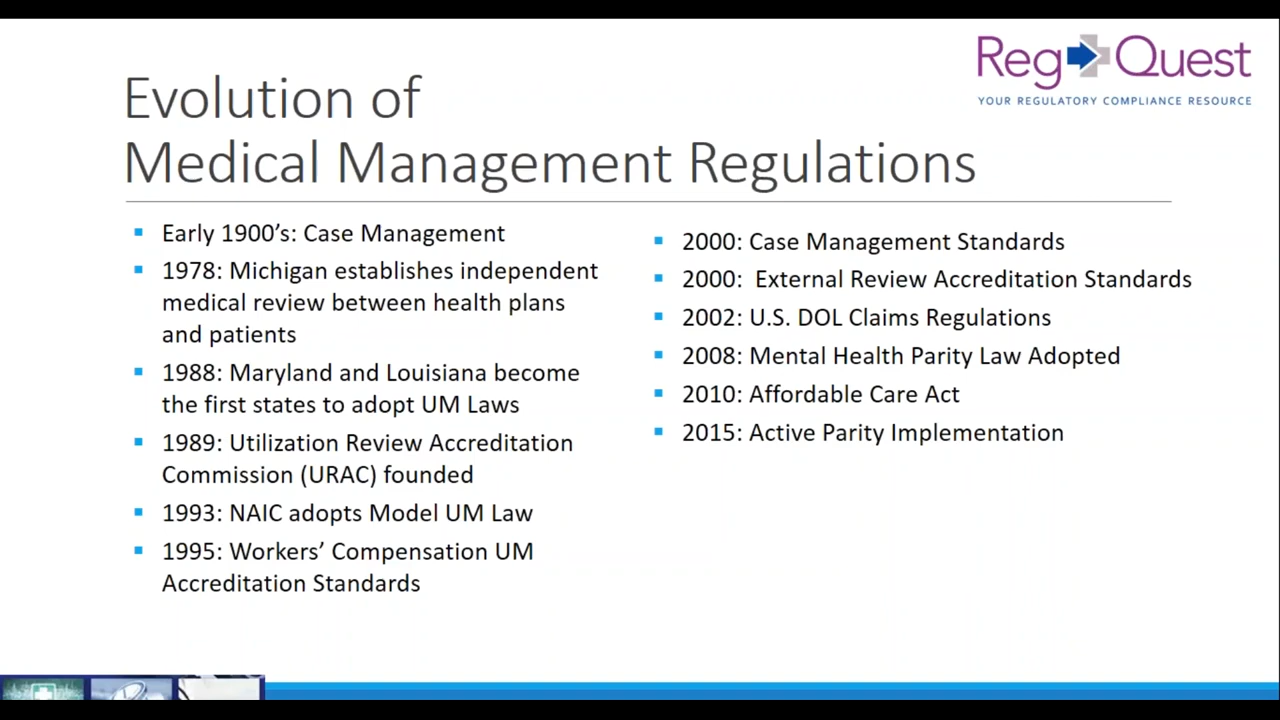 Reg Quest
YOUR REGULATORY COMPLIANCE RESOURCE
Evolution of
Medical Management Regulations
Early 1900’s: Case Management
1978: Michigan establishes independent
medical review between health plans
and patients
1988: Maryland and Louisiana become
the first states to adopt UM Laws
1989: Utilization Review Accreditation
Commission (URAC) founded
1993: NAIC adopts Model UM Law
1995: Workers’ Compensation UM
Accreditation Standards
2000: Case Management Standards
2000:  External Review Accreditation Standards
2002: U.S. DOL Claims Regulations
2008: Mental Health Parity Law Adopted
2010: Affordable Care Act
2015: Active Parity Implementation